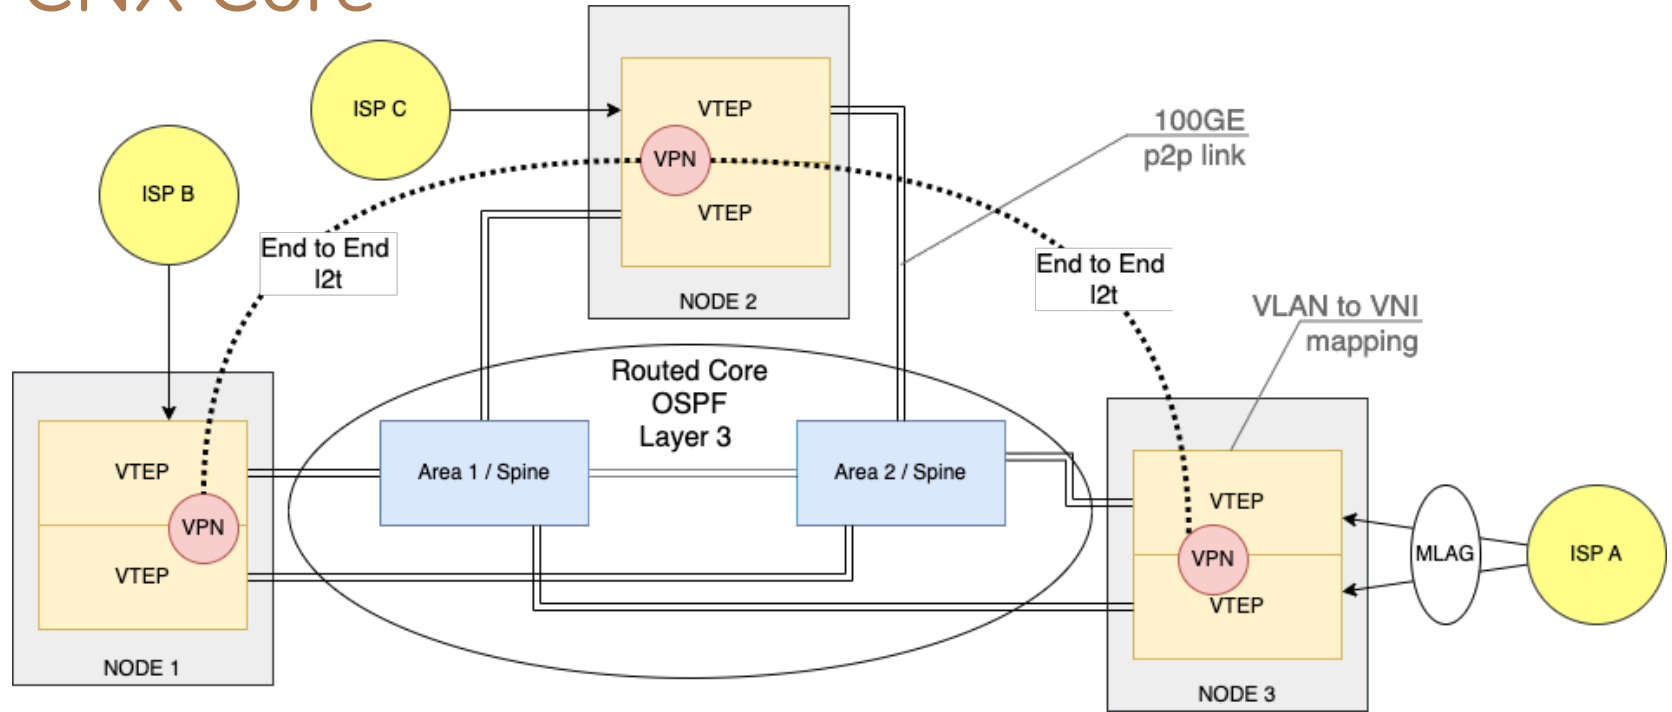 CNX Core
ISP C
ISP B
VTEP
VPN
VTEP
NODE 2
100GE
p2p link
End to End
l2t
End to End
l2t
VLAN to VNI
mapping
Routed Core
OSPF
Layer 3
VTEP
VPN
VTEP
NODE 1
Area 1 / Spine
Area 2 / Spine
VTEP
VPN
VTEP
NODE 3
MLAG
ISP A